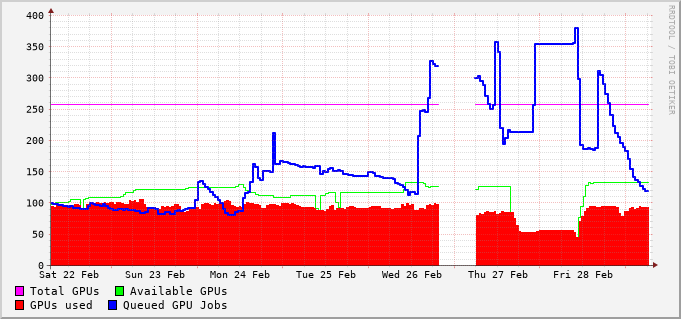 RRDTOOL / TOBI OETIKER
400
350
300
250
200
150
100
50
0
Sat 22 Feb Sun 23 Feb Mon 24 Feb Tue 25 Feb Wed 26 Feb Thu 27 Feb Fri 28 Feb
Total GPUs Available GPUs
GPUs used Queued GPU Jobs